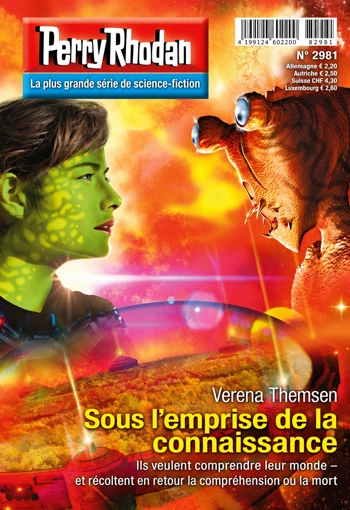 4 199124 602200
82981
Perry Rhodan
La plus grande série de science-fiction
N° 2981
Allemagne € 2,20
Autriche € 2,50
Suisse CHF 4,30
Luxembourg € 2,60
Verena Themsen
Sous l'emprise de la
connaissance
Ils veulent comprendre leur monde –
et récoltent en retour la compréhension ou la mort